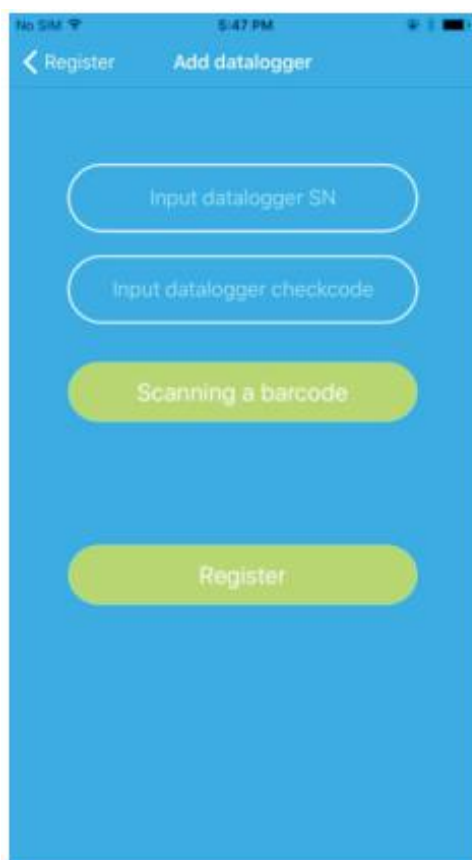 No SIM 5:47 PM
Register Add datalogger
Input datalogger SN
Input datalogger checkcode
Scanning a barcode
Register